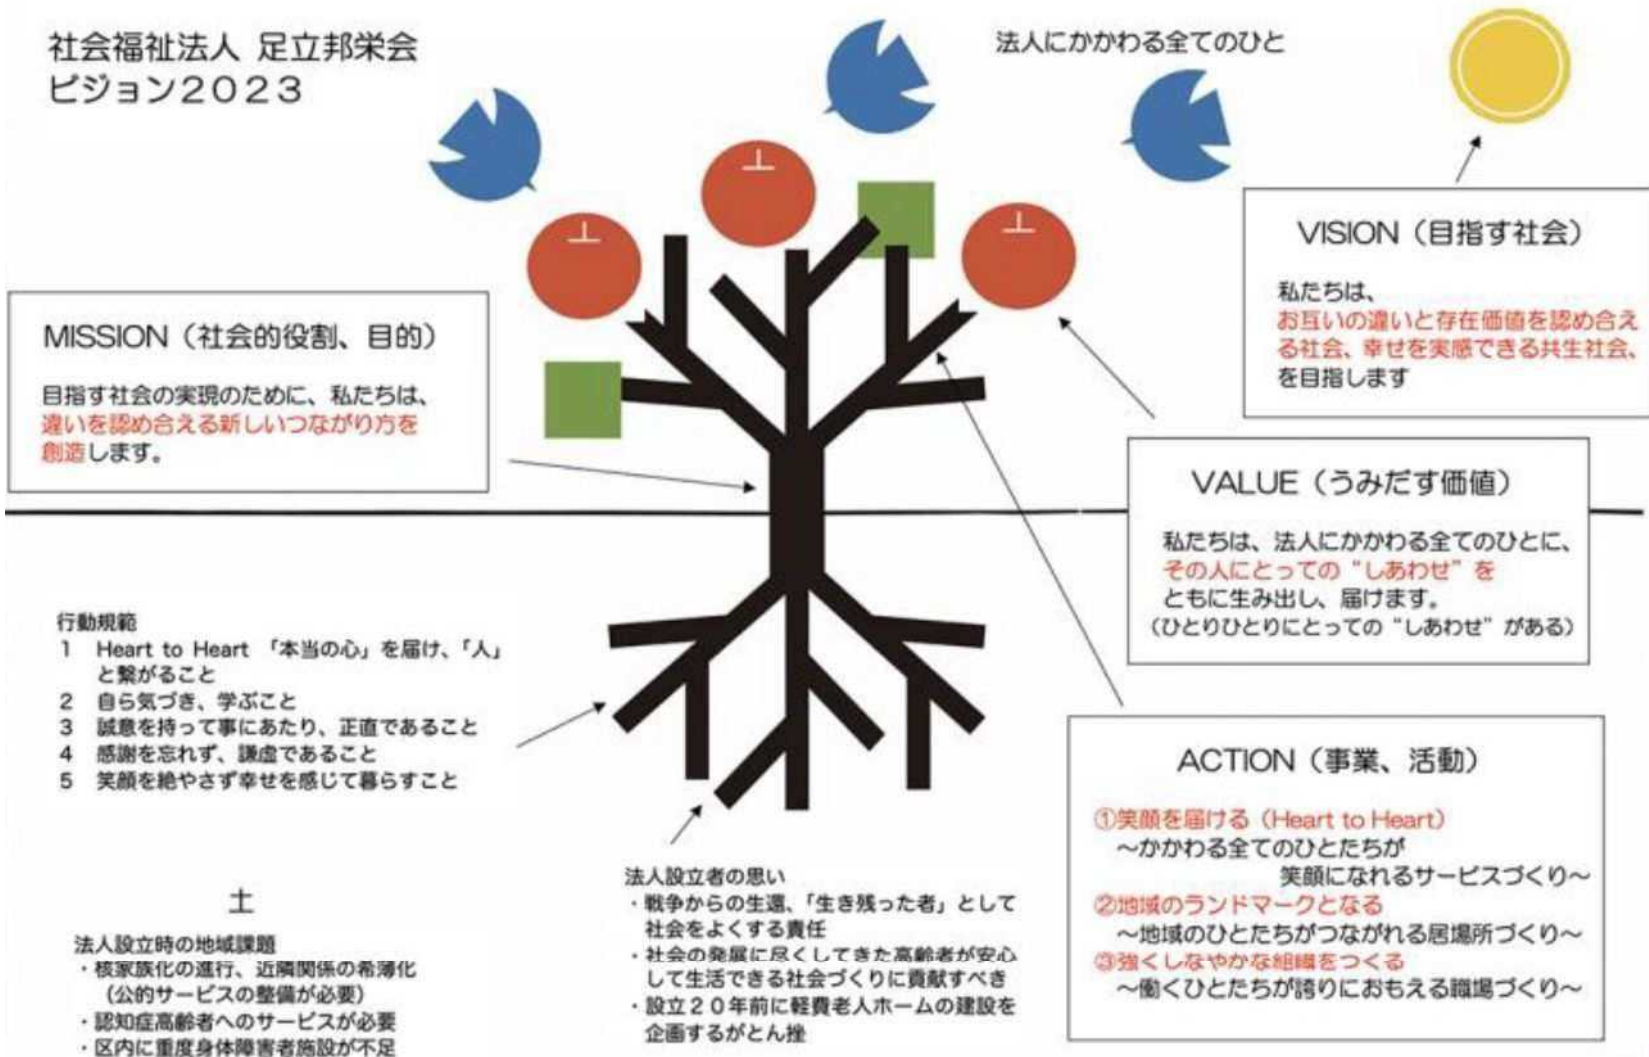 社会福祉法人 足立邦栄会
ビジョン2023
法人にかかわる全てのひと
VISION（目指す社会）
私たちは、
お互いの違いと存在価値を認め合え
る社会、幸せを実感できる共生社会、
を目指します
MISSION（社会的役割、目的）
目指す社会の実現のために、私たちは、
違いを認め合える新しいつながり方を
創造します。
VALUE（うみだす価値）
私たちは、法人にかかわる全てのひとに、
その人にとっての“しあわせ”を
ともに生み出し、届けます。
（ひとりひとりにとっての“しあわせ”がある）
行動規範
1 Heart to Heart 「本当の心」を届け、「人」
と繋がること
2 自ら気づき、学ぶこと
3 誠意を持って事にあたり、正直であること
4 感謝を忘れず、謙虚であること
5 笑顔を絶やさず幸せを感じて暮らすこと
ACTION（事業、活動）
①笑顔を届ける（Heart to Heart）
～かかわる全てのひとたちが
笑顔になれるサービスづくり～
②地域のランドマークとなる
～地域のひとたちがつながれる居場所づくり～
③強くしなやかな組織をつくる
～働くひとたちが誇りにおもえる職場づくり～
土
法人設立時の地域課題
・核家族化の進行、近隣関係の希薄化
（公的サービスの整備が必要）
・認知症高齢者へのサービスが必要
・区内に重度身体障害者施設が不足
法人設立者の思い
・戦争からの生還、「生き残った者」として
社会をよくする責任
・社会の発展に尽くしてきた高齢者が安心
して生活できる社会づくりに貢献すべき
・設立20年前に軽費老人ホームの建設を
企画するがとん挫